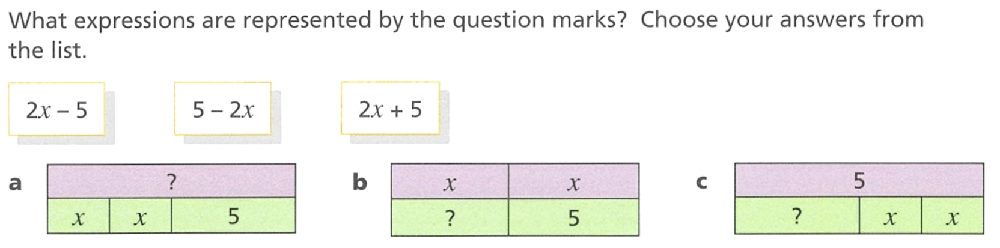 What expressions are represented by the question marks? Choose your answers from
the list.
2x – 5
5 – 2x
2x + 5
a
?
x x 5
b
x x
? 5
c
5
? x x